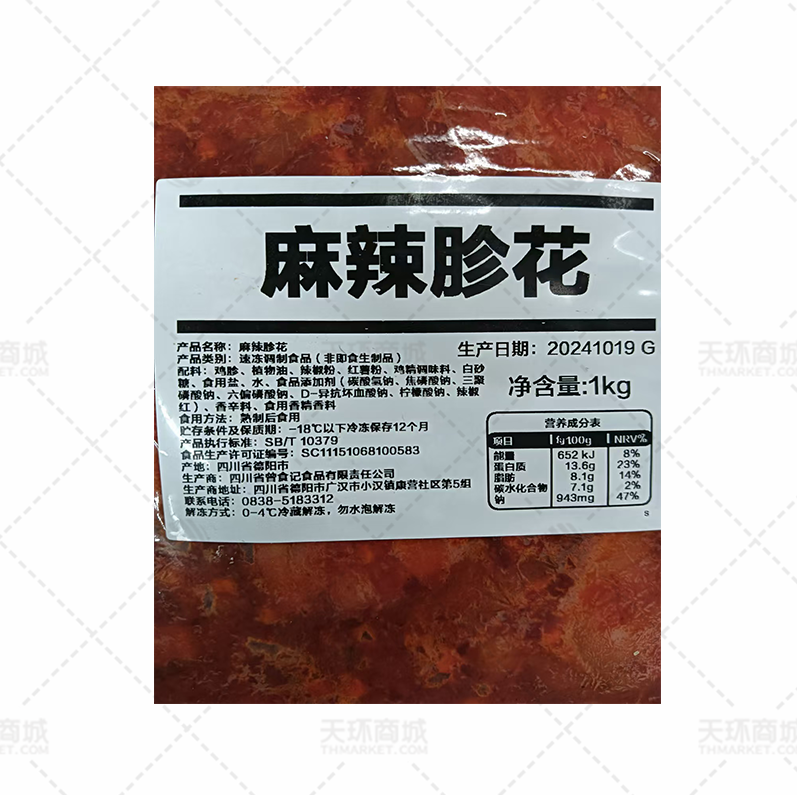 麻辣胗花
产品名称：麻辣胗花
产品类别：速冻调制食品（非即食生制品）
配料：鸡胗、植物油、辣椒粉、红薯粉、鸡精调味料、白砂
糖、食用盐、水、食品添加剂（碳酸氢钠、焦磷酸钠、三聚
磷酸钠、六偏磷酸钠、D-异抗坏血酸钠、柠檬酸钠、辣椒
红）、香辛料、食用香精香料
食用方法：熟制后食用
贮存条件及保质期：-18℃以下冷冻保存12个月
产品执行标准：SB/T 10379
食品生产许可证编号：SC11151068100583
产地：四川省德阳市
生产商：四川省曾食记食品有限责任公司
生产商地址：四川省德阳市广汉市小汉镇康营社区第5组
联系电话：0838-5183312
解冻方式：0-4℃冷藏解冻，勿水泡解冻
生产日期：20241019 G
净含量:1kg
营养成分表
项目 每100g NRV%
能量 652 kJ 8%
蛋白质 13.6g 23%
脂肪 8.1g 14%
碳水化合物 7.1g 2%
钠 943mg 47%
S
天环商城
THMARKET.COM